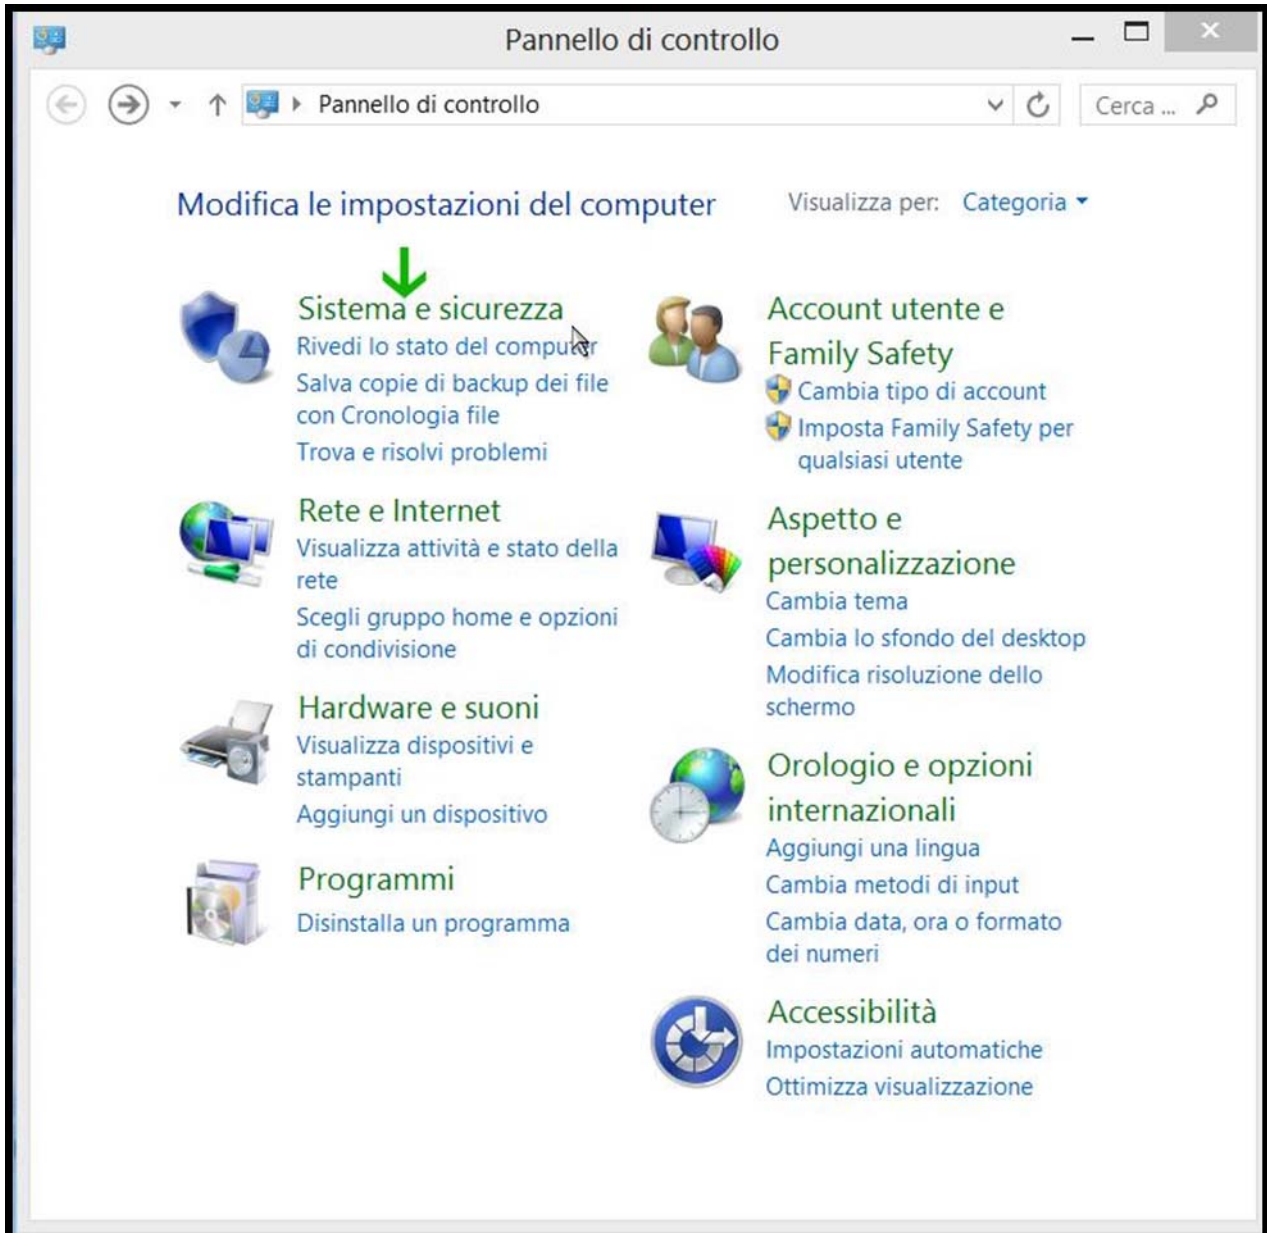 Pannello di controllo
Pannello di controllo
Cerca ...
Modifica le impostazioni del computer
Visualizza per: Categoria
Sistema e sicurezza
Rivedi lo stato del computer
Salva copie di backup dei file
con Cronologia file
Trova e risolvi problemi
Rete e Internet
Visualizza attività e stato della
rete
Scegli gruppo home e opzioni
di condivisione
Hardware e suoni
Visualizza dispositivi e
stampanti
Aggiungi un dispositivo
Programmi
Disinstalla un programma
Account utente e
Family Safety
Cambia tipo di account
Imposta Family Safety per
qualsiasi utente
Aspetto e
personalizzazione
Cambia tema
Cambia lo sfondo del desktop
Modifica risoluzione dello
schermo
Orologio e opzioni
internazionali
Aggiungi una lingua
Cambia metodi di input
Cambia data, ora o formato
dei numeri
Accessibilità
Impostazioni automatiche
Ottimizza visualizzazione